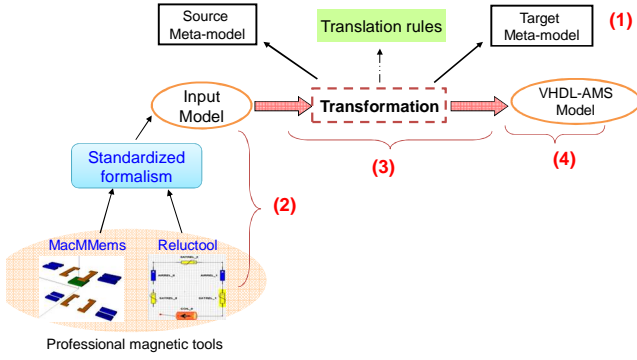 Source
Meta-model
Translation rules
Target
Meta-model
(1)
Input
Model
Transformation
VHDL-AMS
Model
(3)
(4)
Standardized
formalism
(2)
MacMMems
Reluctool
Professional magnetic tools